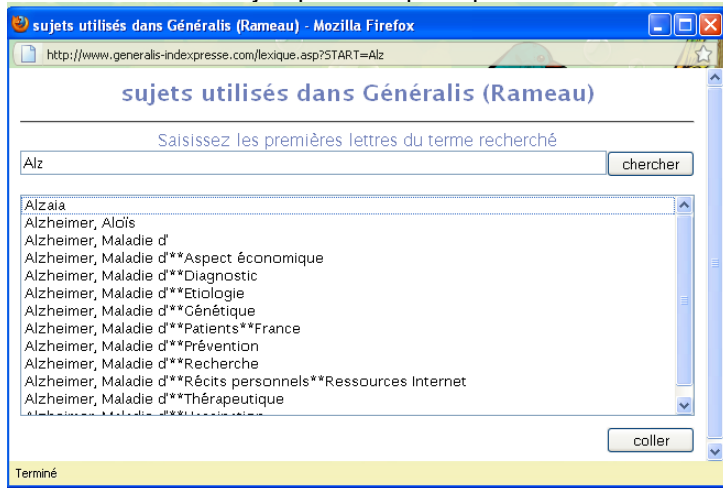 sujets utilisés dans Généralis (Rameau) - Mozilla Firefox
http://www.generalis-indexpresse.com/lexique.asp?START=Alz
sujets utilisés dans Généralis (Rameau)
Saisissez les premières lettres du terme recherché
Alz
chercher
Alzaia
Alzheimer, Aloïs
Alzheimer, Maladie d'
Alzheimer, Maladie d'**Aspect économique
Alzheimer, Maladie d'**Diagnostic
Alzheimer, Maladie d'**Etiologie
Alzheimer, Maladie d'**Génétique
Alzheimer, Maladie d'**Patients**France
Alzheimer, Maladie d'**Prévention
Alzheimer, Maladie d'**Recherche
Alzheimer, Maladie d'**Récits personnels**Ressources Internet
Alzheimer, Maladie d'**Thérapeutique
Alzheimer, Maladie d'**
coller
Terminé